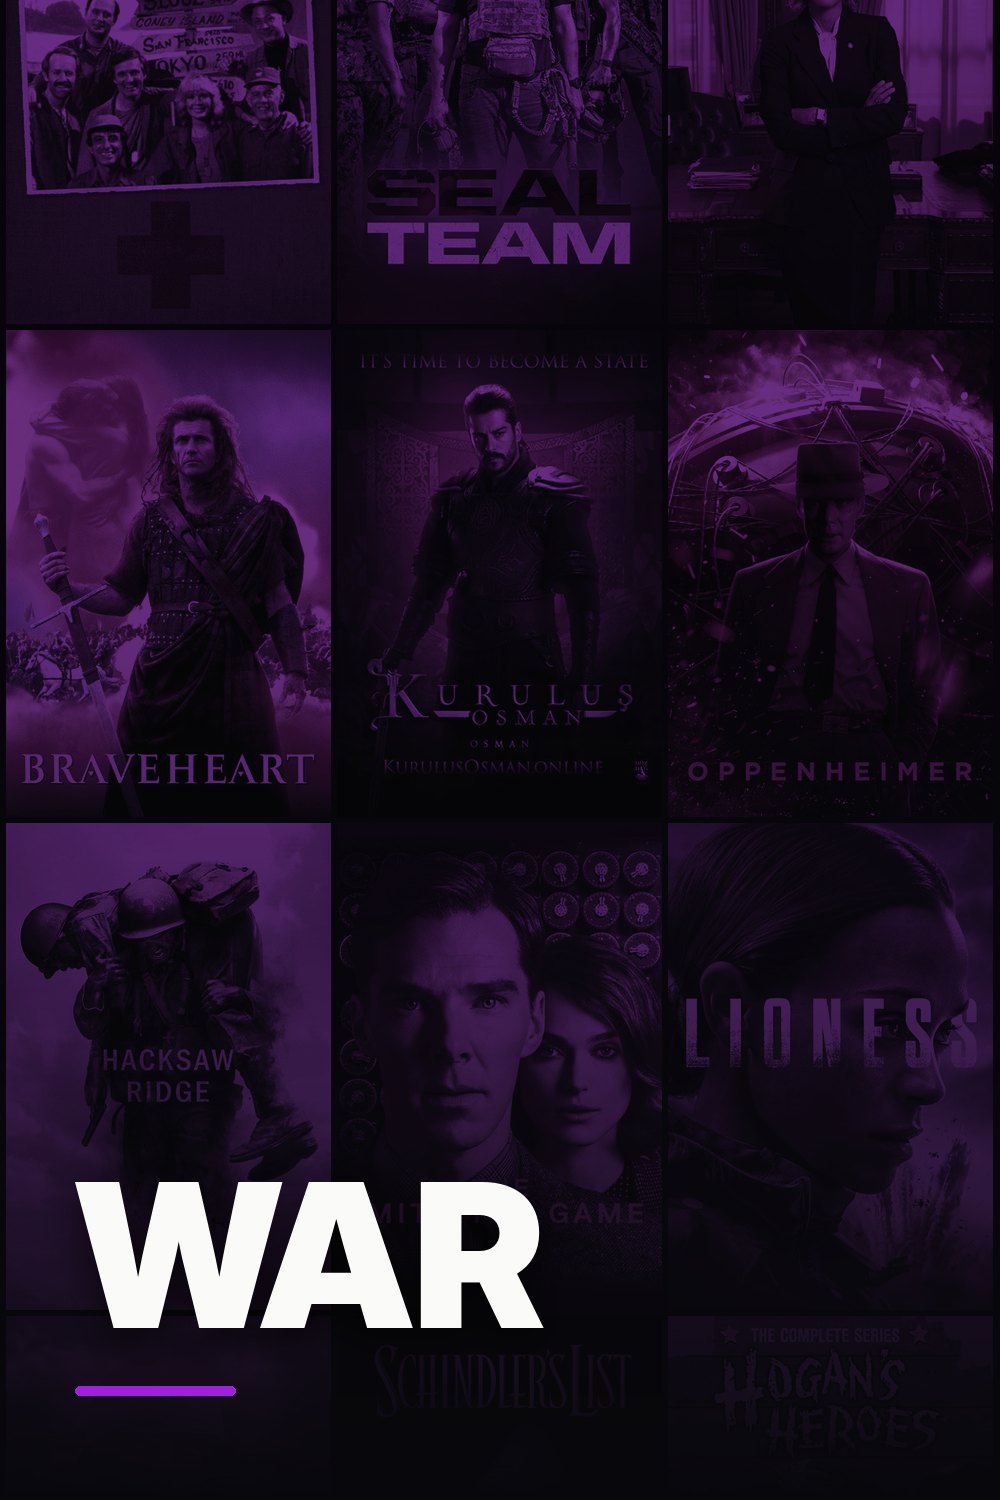 SEOUL
CONEY ISLAND
SAN FRANCISCO
TOKYO
SEAL
TEAM
BRAVEHEART
IT'S TIME TO BECOME A STATE
KURULUŞ
OSMAN
OSMAN
KURULUSOSMAN.ONLINE
OPPENHEIMER
HACKSAW
RIDGE
GAME
LIONESS
WAR
SCHINDLER'S LIST
THE COMPLETE SERIES
HOGAN'S
HEROES